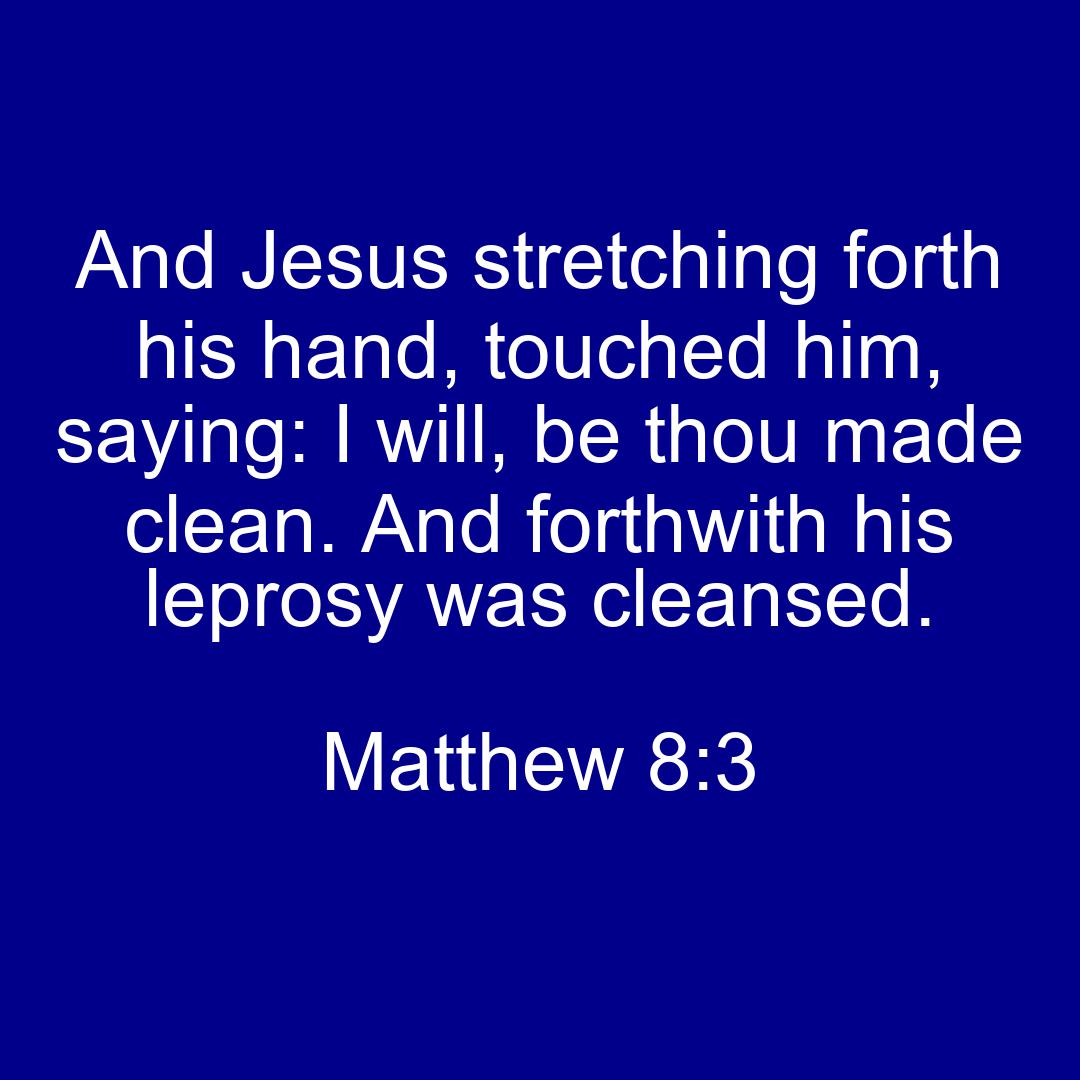 And Jesus stretching forth
his hand, touched him,
saying: I will, be thou made
clean. And forthwith his
leprosy was cleansed.
Matthew 8:3